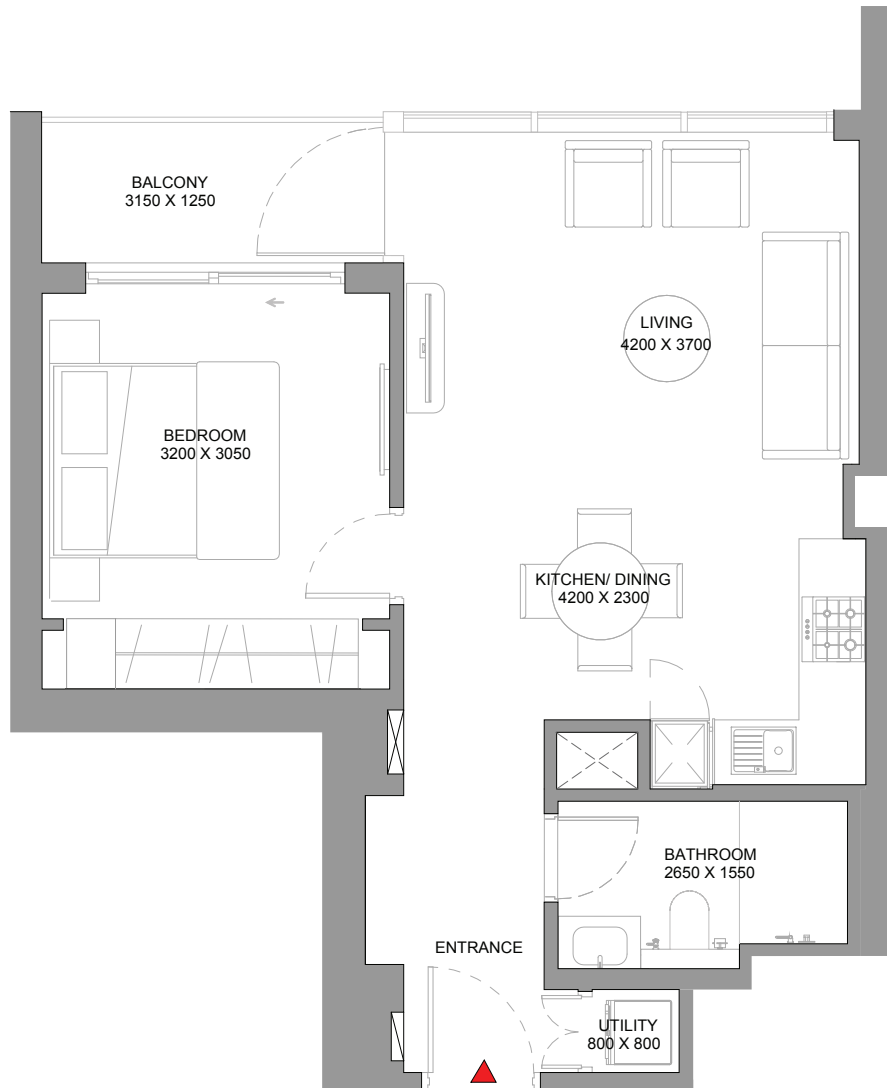 BALCONY
3150 X 1250
LIVING
4200 X 3700
BEDROOM
3200 X 3050
KITCHEN/ DINING
4200 X 2300
BATHROOM
2650 X 1550
ENTRANCE
UTILITY
800 X 800